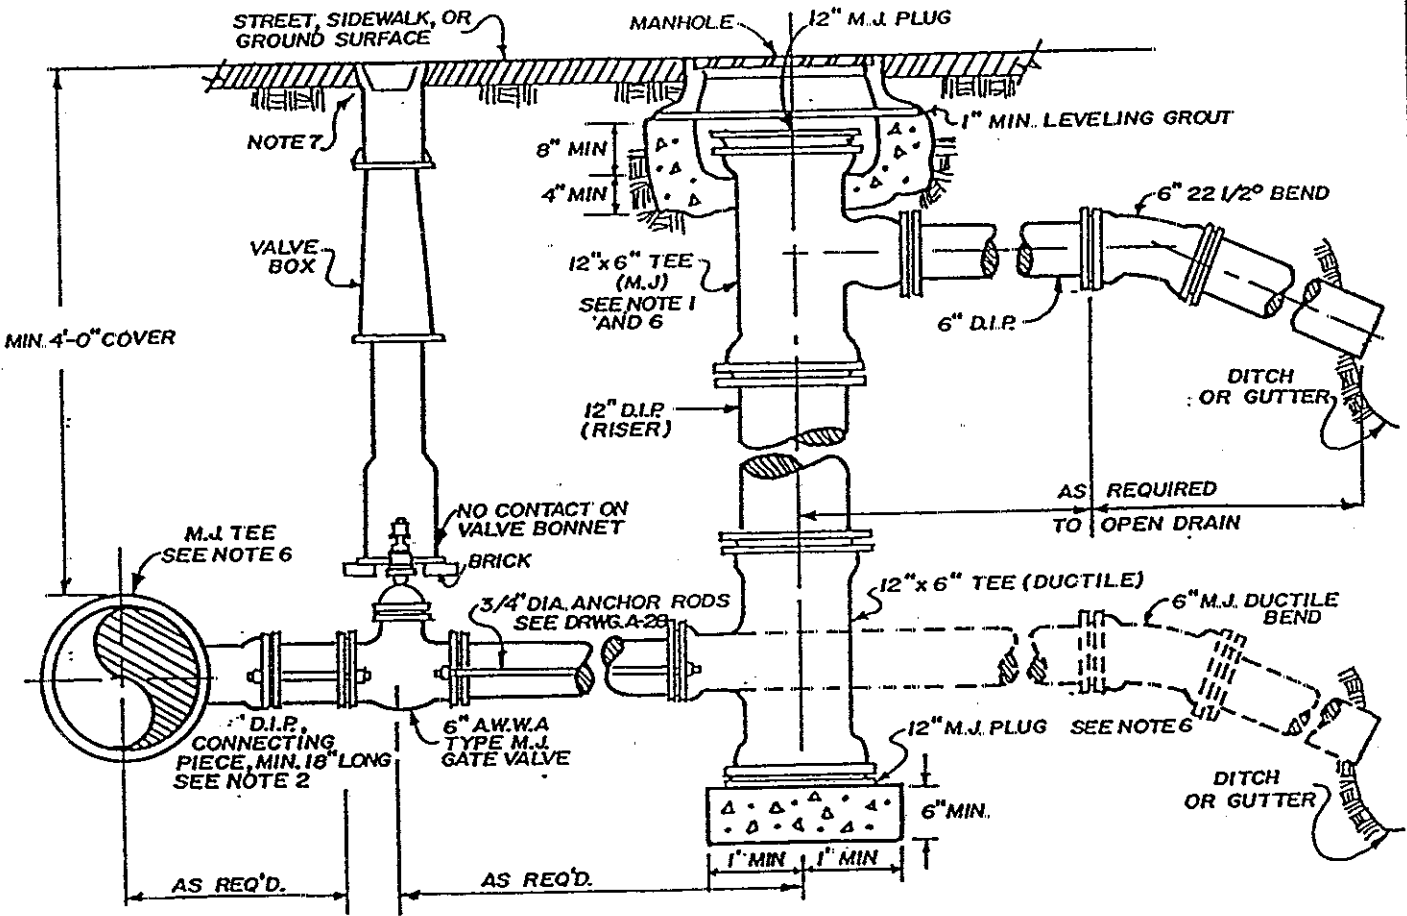 STREET, SIDEWALK, OR
GROUND SURFACE
MANHOLE
12" M.J. PLUG
NOTE 7
1" MIN. LEVELING GROUT
8" MIN
4" MIN
6" 22 1/2° BEND
VALVE
BOX
12"x 6" TEE
(M.J)
SEE NOTE 1
AND 6
6" D.I.P.
MIN. 4'-0" COVER
DITCH
OR GUTTER
12" D.I.P.
(RISER)
AS REQUIRED
TO OPEN DRAIN
NO CONTACT ON
VALVE BONNET
M.J. TEE
SEE NOTE 6
BRICK
3/4" DIA. ANCHOR RODS
SEE DRWG. A-28
12"x 6" TEE (DUCTILE)
6" M.J. DUCTILE
BEND
" D.I.P.,
CONNECTING
PIECE, MIN. 18" LONG
SEE NOTE 2
6" A.W.W.A
TYPE M.J.
GATE VALVE
12" M.J. PLUG
SEE NOTE 6
DITCH
OR GUTTER
6" MIN.
1' MIN
1' MIN
AS REQ'D.
AS REQ'D.